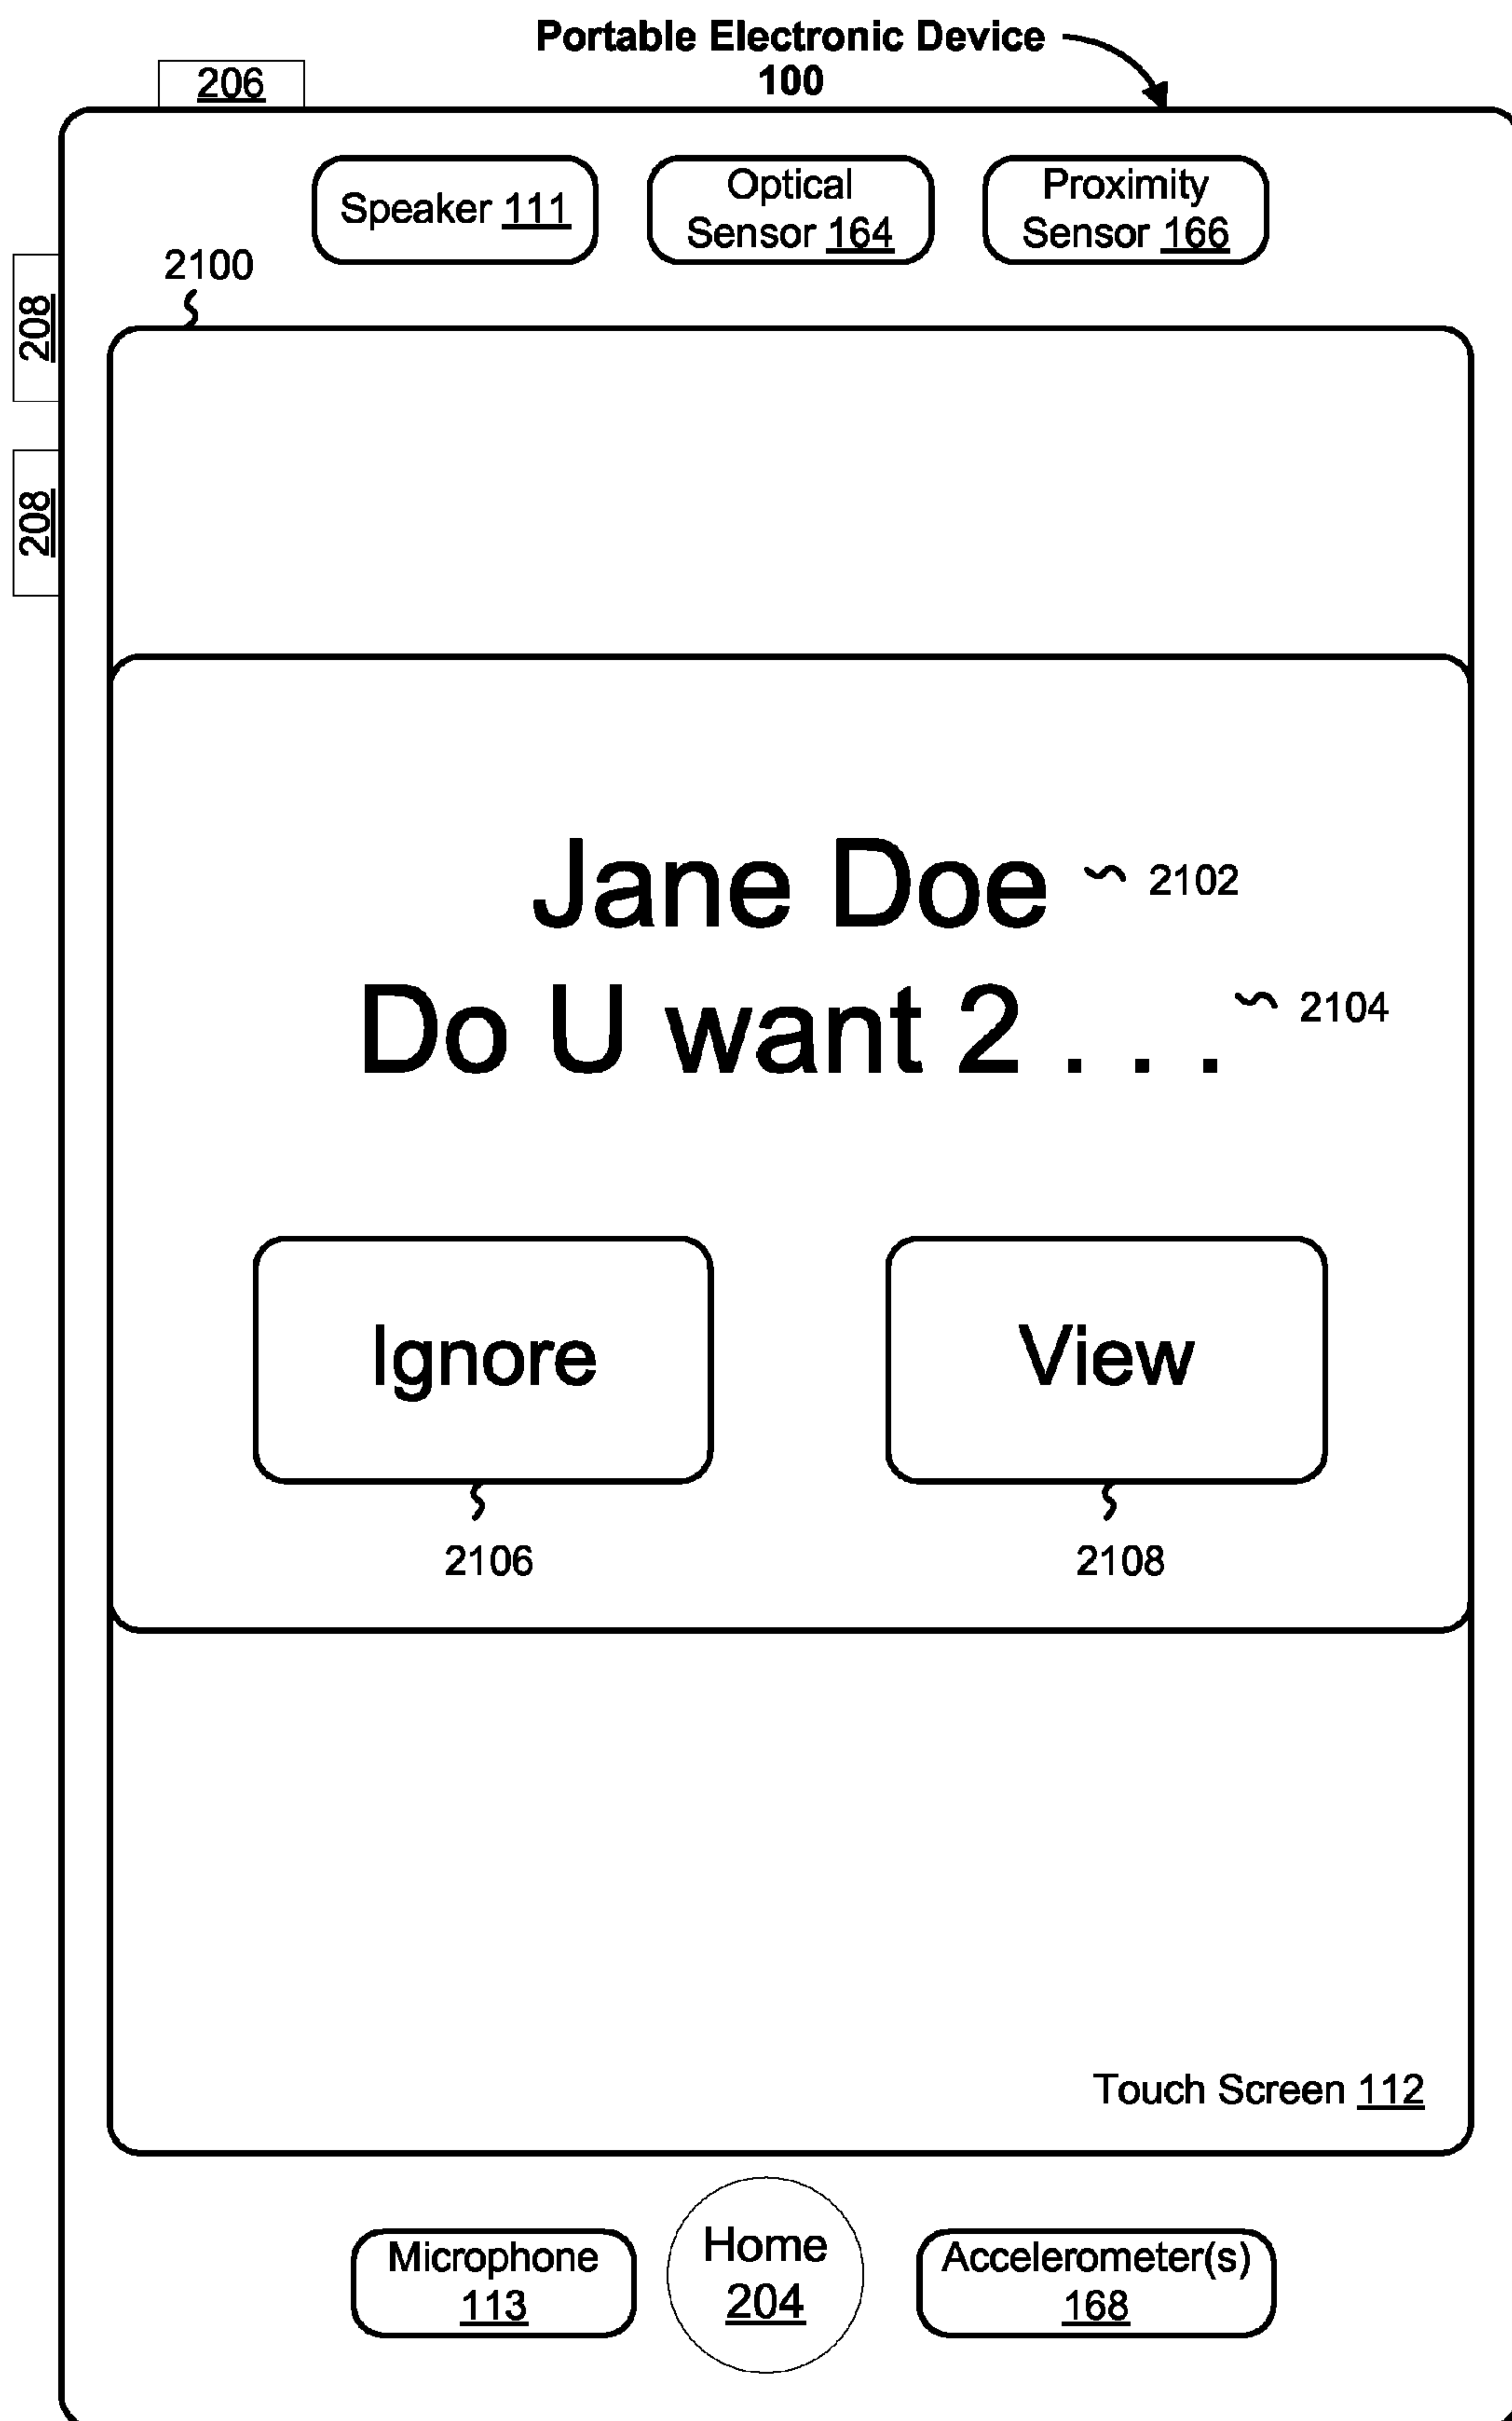 Portable Electronic Device
100
206
Speaker 111
Optical
Sensor 164
Proximity
Sensor 166
2100
208
208
Jane Doe
2102
Do U want 2 . . .
2104
Ignore
View
2106
2108
Touch Screen 112
Microphone
113
Home
204
Accelerometer(s)
168